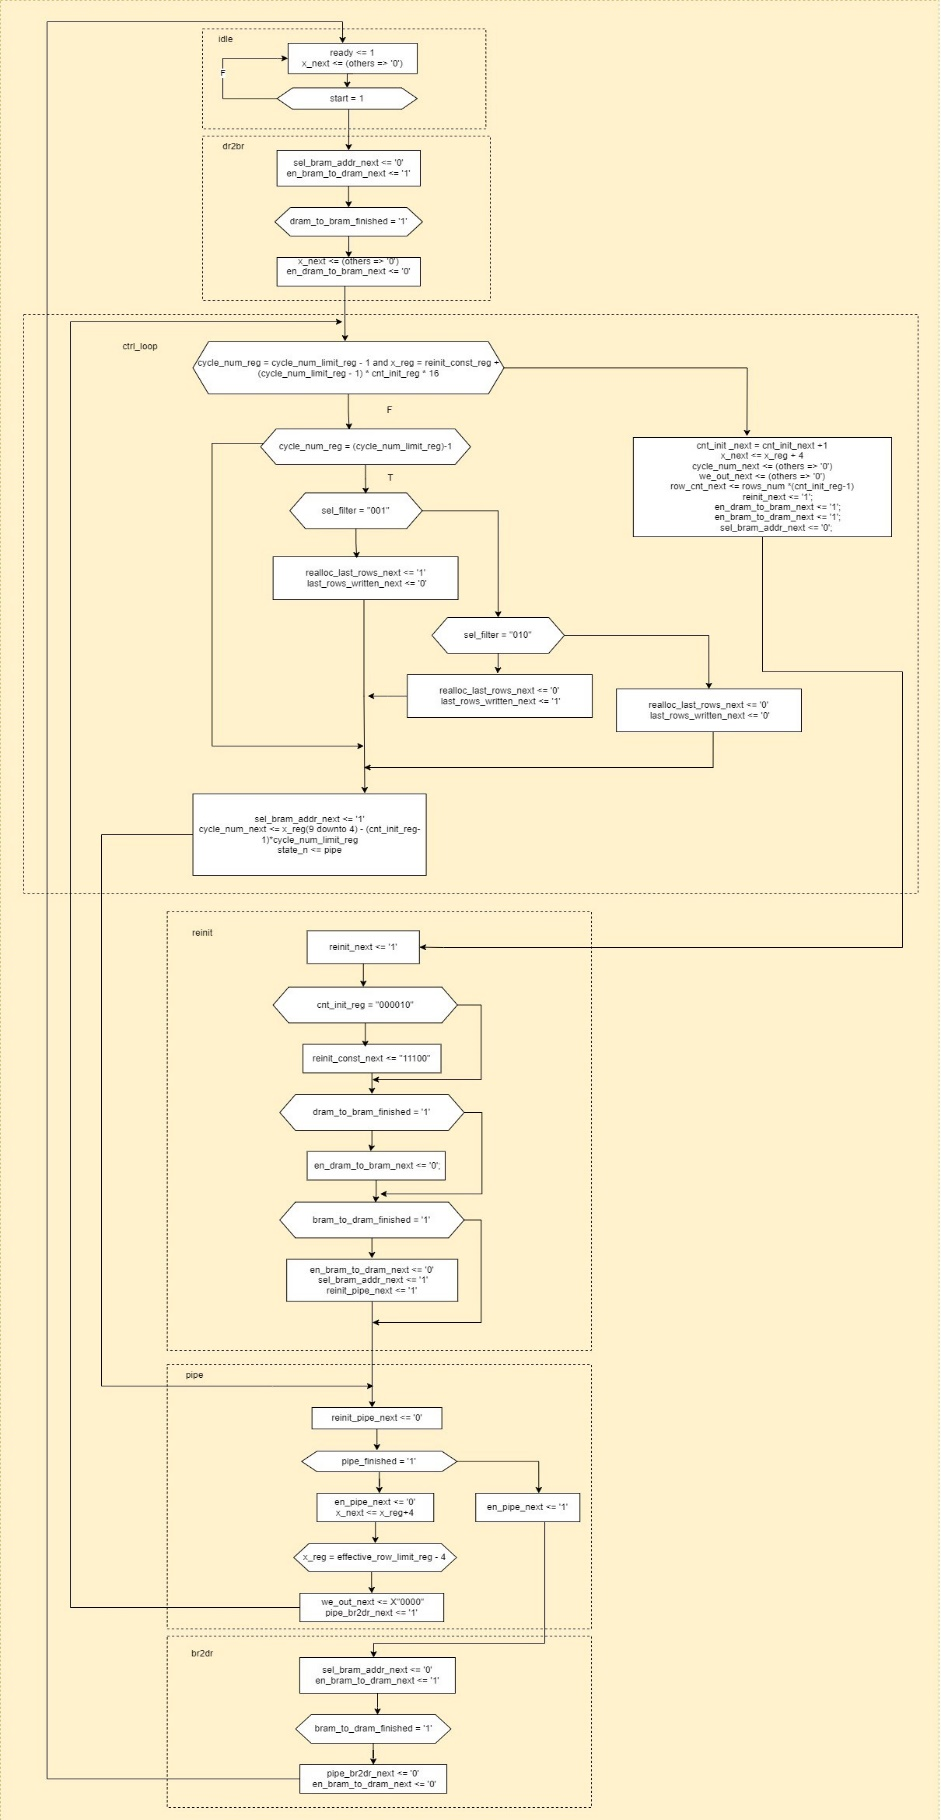 idle
ready <= 1
x_next <= (others => '0')
F
start = 1
dr2br
sel_bram_addr_next <= '0'
en_bram_to_dram_next <= '1'
dram_to_bram_finished = '1'
x_next <= (others => '0')
en_dram_to_bram_next <= '0'
ctrl_loop
cycle_num_reg = cycle_num_limit_reg - 1 and x_reg = reinit_const_reg +
(cycle_num_limit_reg - 1) * cnt_init_reg * 16
F
cycle_num_reg = (cycle_num_limit_reg)-1
T
cnt_init _next = cnt_init_next +1
x_next <= x_reg + 4
cycle_num_next <= (others => '0')
we_out_next <= (others => '0')
row_cnt_next <= rows_num *(cnt_init_reg-1)
reinit_next <= '1';
en_dram_to_bram_next <= '1';
en_bram_to_dram_next <= '1';
sel_bram_addr_next <= '0';
sel_filter = "001"
realloc_last_rows_next <= '1'
last_rows_written_next <= '0'
sel_filter = "010"
realloc_last_rows_next <= '0'
last_rows_written_next <= '1'
realloc_last_rows_next <= '0'
last_rows_written_next <= '0'
sel_bram_addr_next <= '1'
cycle_num_next <= x_reg(9 downto 4) - (cnt_init_reg-
1)*cycle_num_limit_reg
state_n <= pipe
reinit
reinit_next <= '1'
cnt_init_reg = "000010"
reinit_const_next <= "11100"
dram_to_bram_finished = '1'
en_dram_to_bram_next <= '0';
bram_to_dram_finished = '1'
en_bram_to_dram_next <= '0'
sel_bram_addr_next <= '1'
reinit_pipe_next <= '1'
pipe
reinit_pipe_next <= '0'
pipe_finished = '1'
en_pipe_next <= '0'
x_next <= x_reg+4
en_pipe_next <= '1'
x_reg = effective_row_limit_reg - 4
we_out_next <= X"0000"
pipe_br2dr_next <= '1'
br2dr
sel_bram_addr_next <= '0'
en_bram_to_dram_next <= '1'
bram_to_dram_finished = '1'
pipe_br2dr_next <= '0'
en_bram_to_dram_next <= '0'